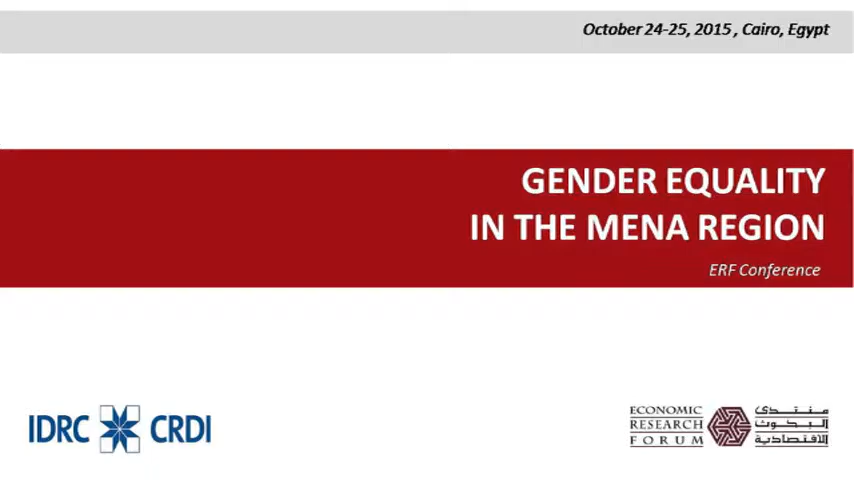 October 24-25, 2015 , Cairo, Egypt
GENDER EQUALITY
IN THE MENA REGION
ERF Conference
IDRC CRDI
ECONOMIC
RESEARCH
FORUM
منتدى
البحوث
الاقتصادية